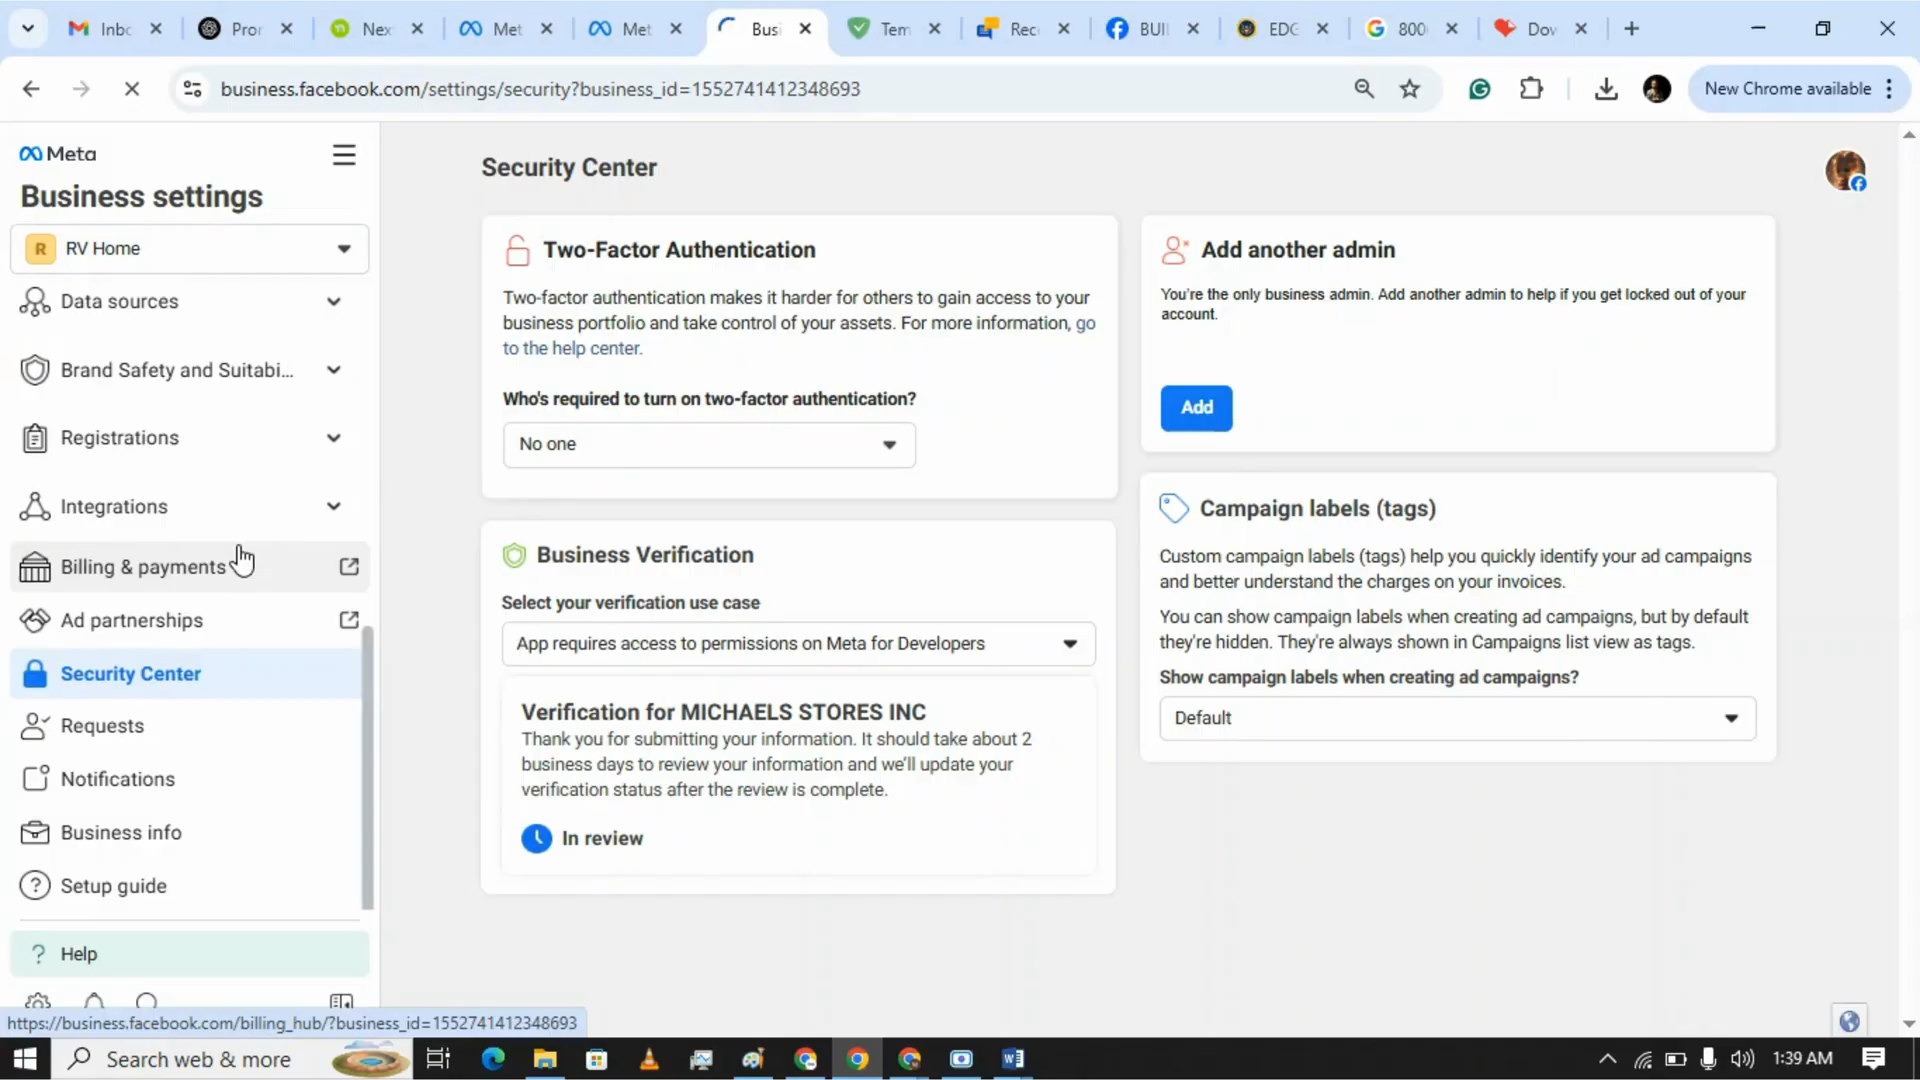 Inbo
Pror
Nex
Met
Met
Busi
Tem
Rec
BUII
EDG
800
Dov
business.facebook.com/settings/security?business_id=1552741412348693
New Chrome available
Meta
Business settings
R RV Home
Data sources
Brand Safety and Suitabi...
Registrations
Integrations
Billing & payments
Ad partnerships
Security Center
Requests
Notifications
Business info
Setup guide
? Help
Security Center
Two-Factor Authentication
Two-factor authentication makes it harder for others to gain access to your
business portfolio and take control of your assets. For more information, go
to the help center.
Who's required to turn on two-factor authentication?
No one
Business Verification
Select your verification use case
App requires access to permissions on Meta for Developers
Verification for MICHAELS STORES INC
Thank you for submitting your information. It should take about 2
business days to review your information and we'll update your
verification status after the review is complete.
In review
Add another admin
You're the only business admin. Add another admin to help if you get locked out of your
account.
Add
Campaign labels (tags)
Custom campaign labels (tags) help you quickly identify your ad campaigns
and better understand the charges on your invoices.
You can show campaign labels when creating ad campaigns, but by default
they're hidden. They're always shown in Campaigns list view as tags.
Show campaign labels when creating ad campaigns?
Default
https://business.facebook.com/billing_hub/?business_id=1552741412348693
Search web & more
1:39 AM